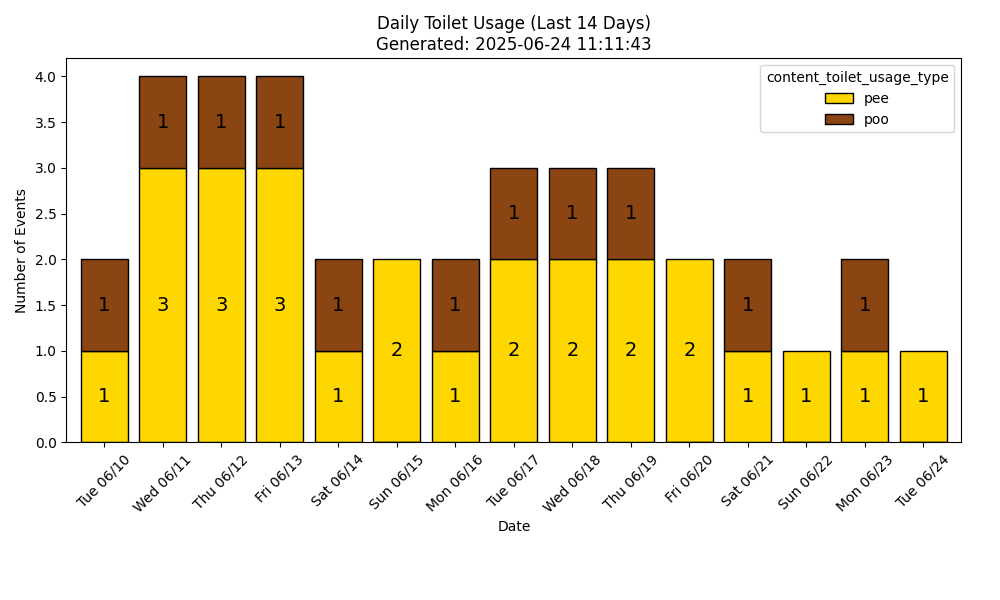 Daily Toilet Usage (Last 14 Days)
Generated: 2025-06-24 11:11:43
content_toilet_usage_type
pee
poo
Number of Events
4.0
3.5
3.0
2.5
2.0
1.5
1.0
0.5
0.0
1 1 1
1 1 1
1 3 3 3 1 1 1 1
2 2 2 2 2
1 1 1 1 1 1 1
Tue 06/10
Wed 06/11
Thu 06/12
Fri 06/13
Sat 06/14
Sun 06/15
Mon 06/16
Tue 06/17
Wed 06/18
Thu 06/19
Fri 06/20
Sat 06/21
Sun 06/22
Mon 06/23
Tue 06/24
Date